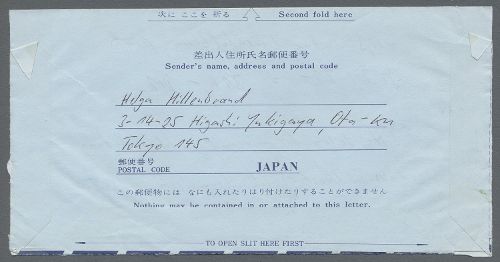 次に ここを 折る Second fold here
差出人住所氏名郵便番号
Sender's name, address and postal code
Helga Hillenbrand
3-14-25 Higashi Yukigaya, Ota-ku
Tokyo 145
郵便番号
POSTAL CODE JAPAN
この郵便物には なにも入れたりはり付けたりすることができません
Nothing may be contained in or attached to this letter.
TO OPEN SLIT HERE FIRST